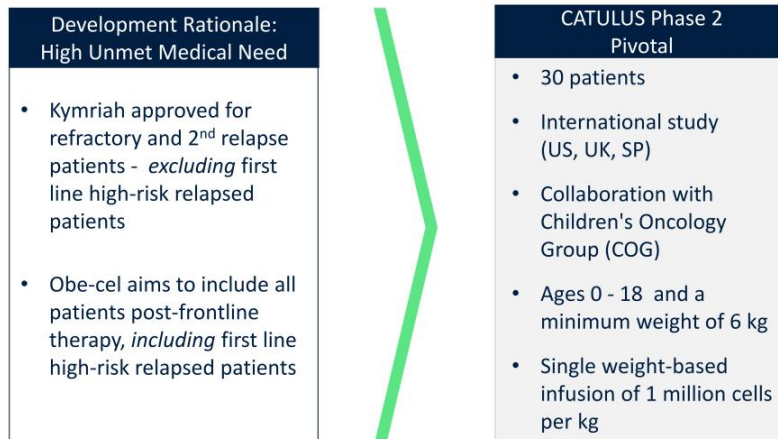 Development Rationale:
High Unmet Medical Need
• Kymriah approved for
refractory and 2nd relapse
patients - excluding first
line high-risk relapsed
patients
• Obe-cel aims to include all
patients post-frontline
therapy, including first line
high-risk relapsed patients
CATULUS Phase 2
Pivotal
• 30 patients
• International study
(US, UK, SP)
• Collaboration with
Children's Oncology
Group (COG)
• Ages 0 - 18 and a
minimum weight of 6 kg
• Single weight-based
infusion of 1 million cells
per kg